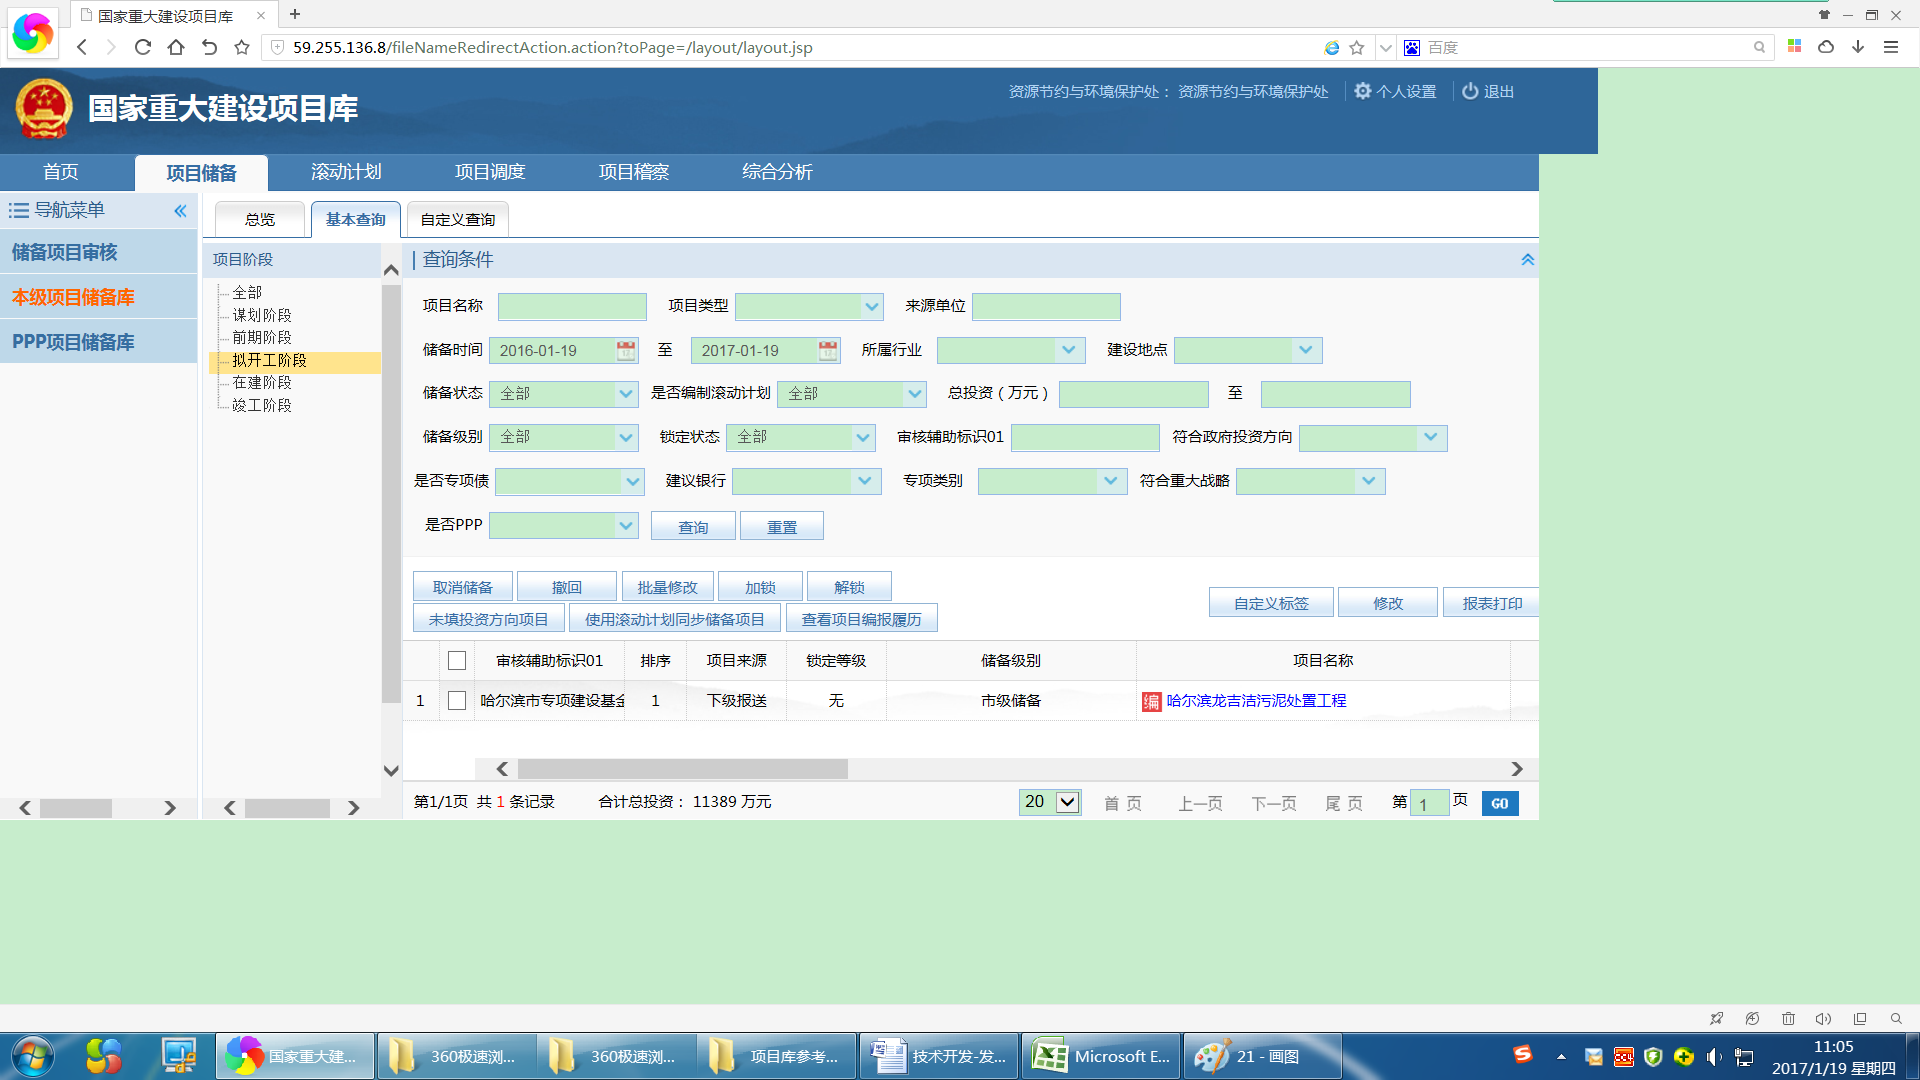 国家重大建设项目库
59.255.136.8/fileNameRedirectAction.action?toPage=/layout/layout.jsp
百度
国家重大建设项目库
资源节约与环境保护处： 资源节约与环境保护处 个人设置 退出
首页 项目储备 滚动计划 项目调度 项目稽察 综合分析
导航菜单
储备项目审核
本级项目储备库
PPP项目储备库
总览 基本查询 自定义查询
项目阶段
全部
谋划阶段
前期阶段
拟开工阶段
在建阶段
竣工阶段
查询条件
项目名称 项目类型 来源单位
储备时间 2016-01-19 至 2017-01-19 所属行业 建设地点
储备状态 全部 是否编制滚动计划 全部 总投资（万元） 至
储备级别 全部 锁定状态 全部 审核辅助标识01 符合政府投资方向
是否专项债 建议银行 专项类别 符合重大战略
是否PPP 查询 重置
取消储备 撤回 批量修改 加锁 解锁
未填投资方向项目 使用滚动计划同步储备项目 查看项目编报履历
自定义标签 修改 报表打印
审核辅助标识01 排序 项目来源 锁定等级 储备级别 项目名称
1 哈尔滨市专项建设基金 1 下级报送 无 市级储备 编 哈尔滨龙吉洁污泥处置工程
第1/1页 共 1 条记录 合计总投资： 11389 万元
20 首 页 上一页 下一页 尾 页 第 1 页 GO
国家重大建... 360极速浏... 360极速浏... 项目库参考... 技术开发-发... Microsoft E... 21 - 画图
11:05
2017/1/19 星期四